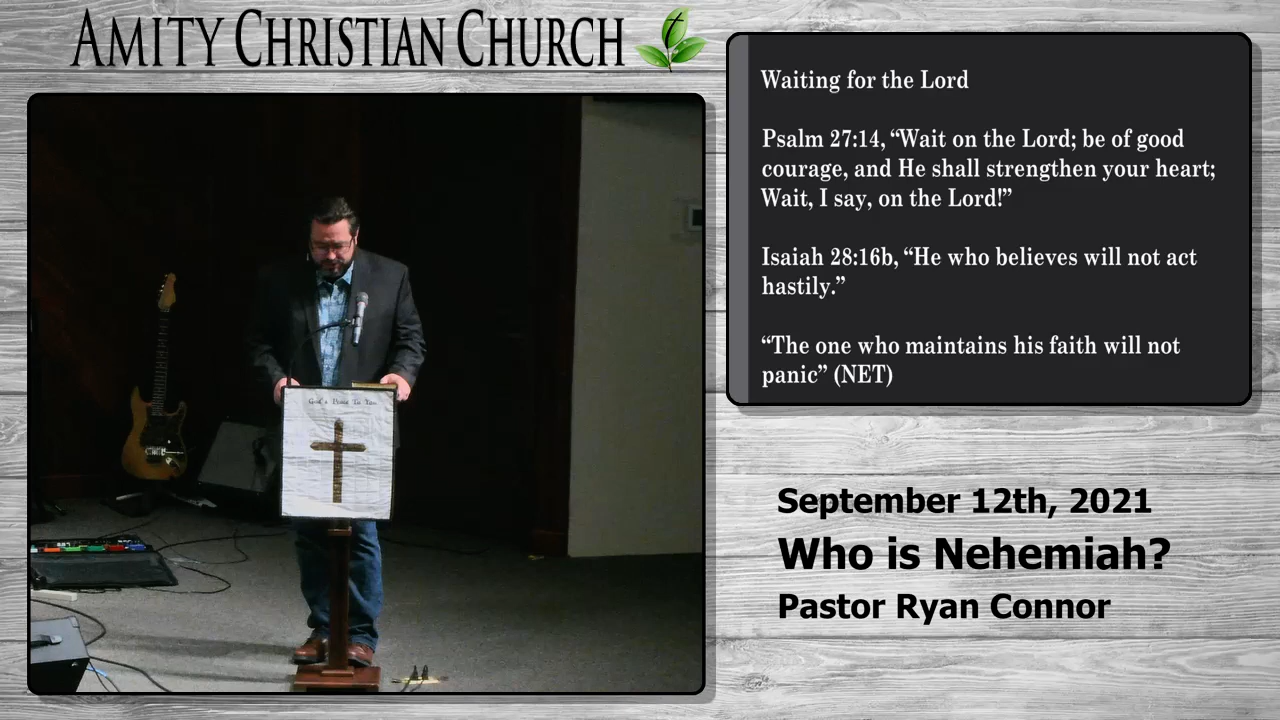 AMITY CHRISTIAN CHURCH
Waiting for the Lord
Psalm 27:14, “Wait on the Lord; be of good
courage, and He shall strengthen your heart;
Wait, I say, on the Lord!”
Isaiah 28:16b, “He who believes will not act
hastily.”
“The one who maintains his faith will not
panic” (NET)
September 12th, 2021
Who is Nehemiah?
Pastor Ryan Connor